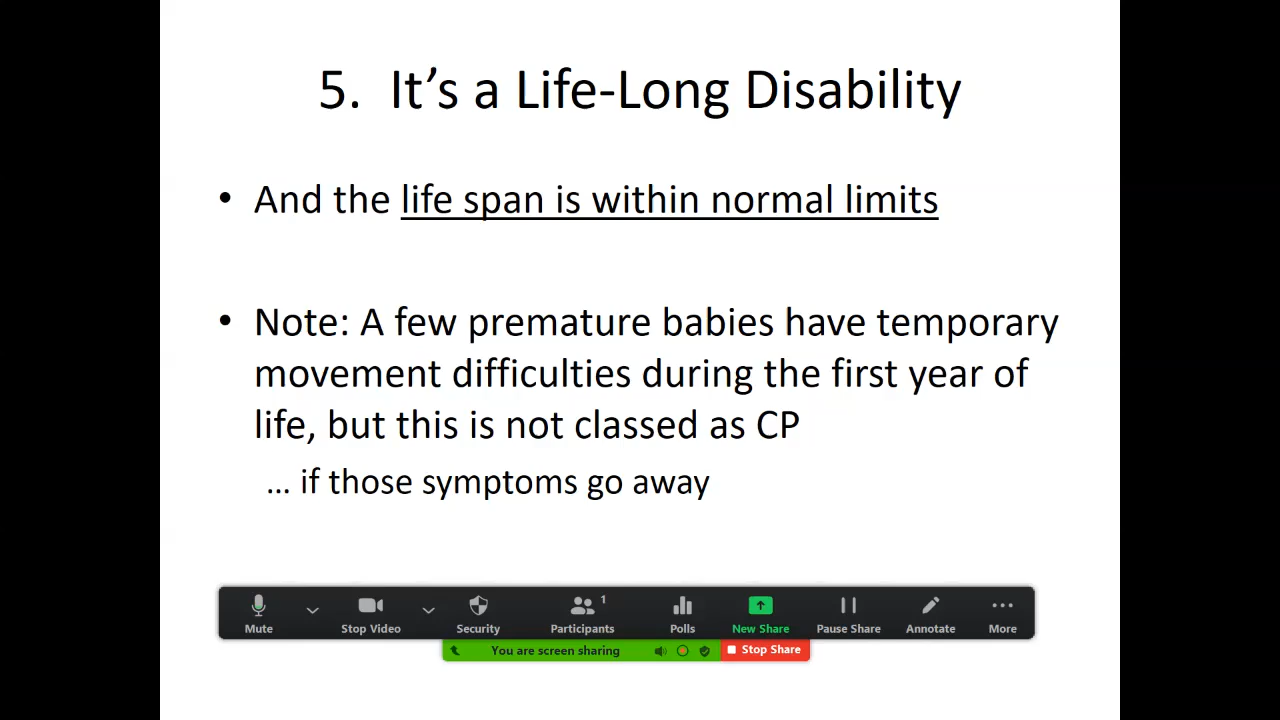 5. It's a Life-Long Disability
• And the life span is within normal limits
• Note: A few premature babies have temporary
movement difficulties during the first year of
life, but this is not classed as CP
... if those symptoms go away
Mute
Stop Video
Security
Participants 1
Polls
New Share
Pause Share
Annotate
More
You are screen sharing
Stop Share